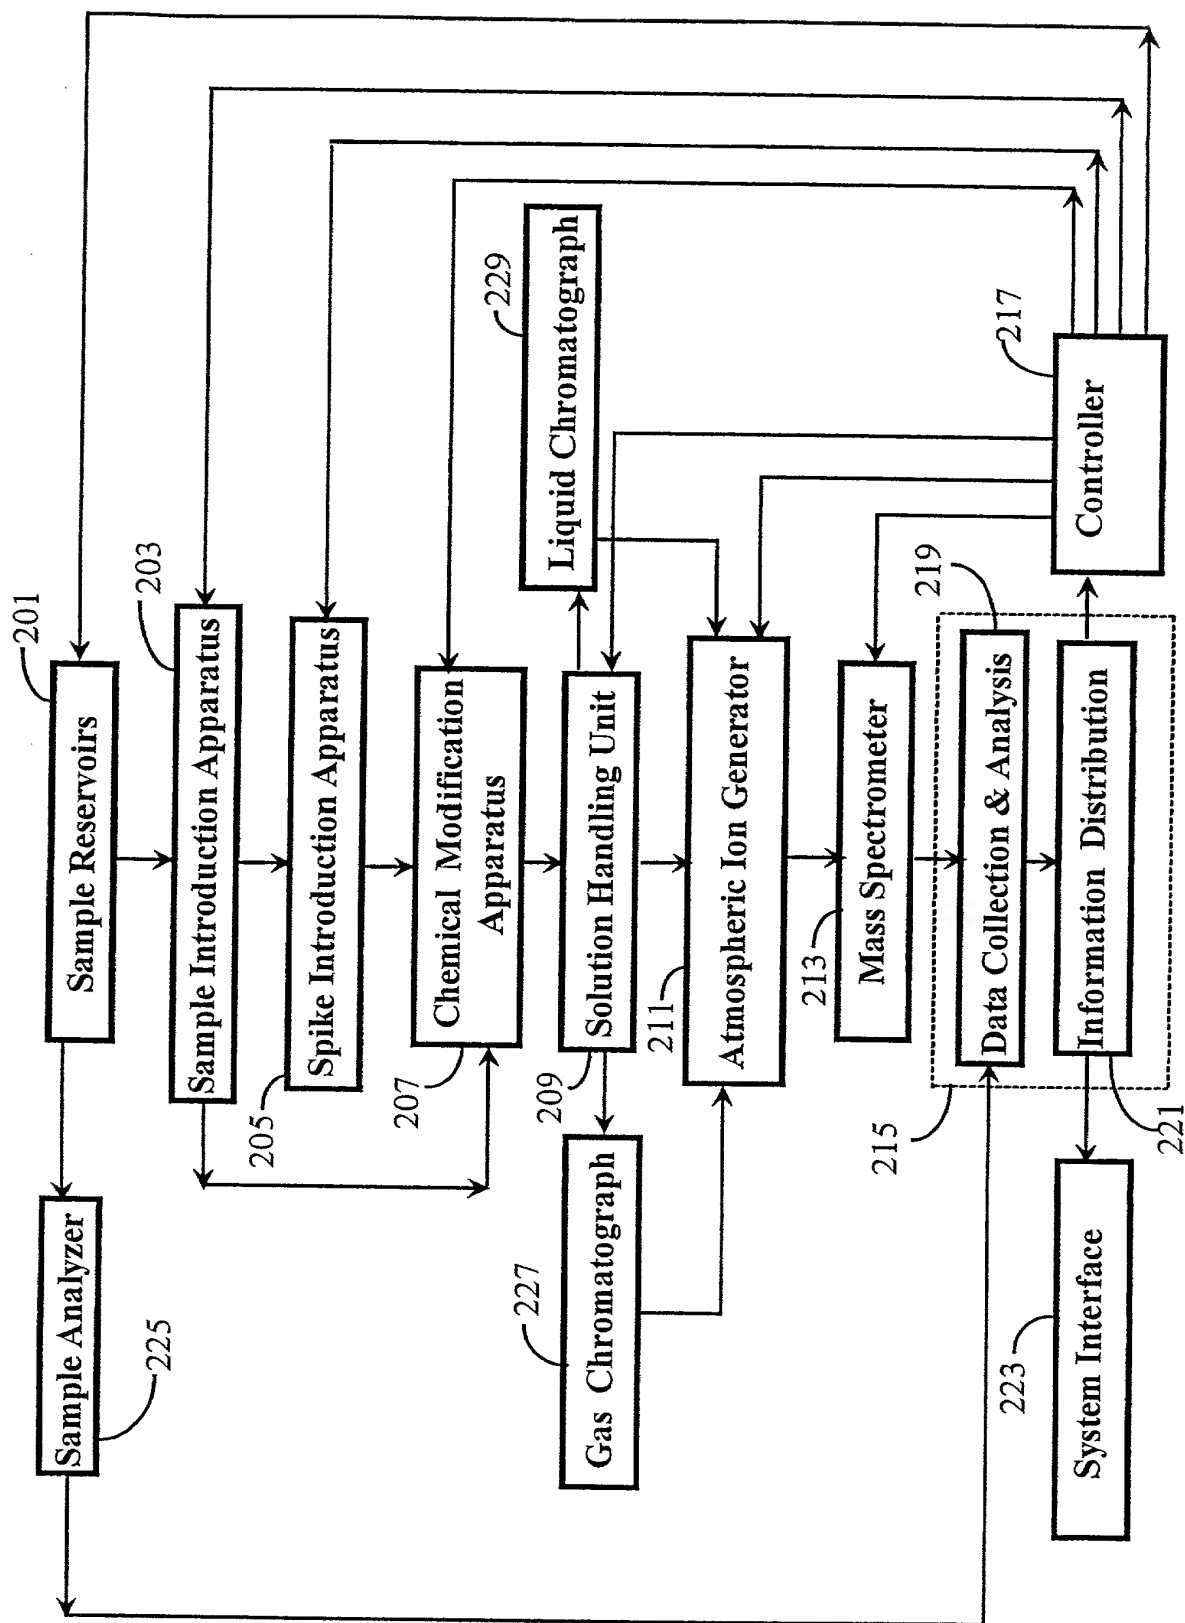 201
Sample Reservoirs
Sample Analyzer
225
203
Sample Introduction Apparatus
205
Spike Introduction Apparatus
207
Chemical Modification
Apparatus
209
Solution Handling Unit
229
Liquid Chromatograph
227
Gas Chromatograph
211
Atmospheric Ion Generator
213
Mass Spectrometer
215
219
Data Collection & Analysis
221
Information Distribution
217
Controller
223
System Interface